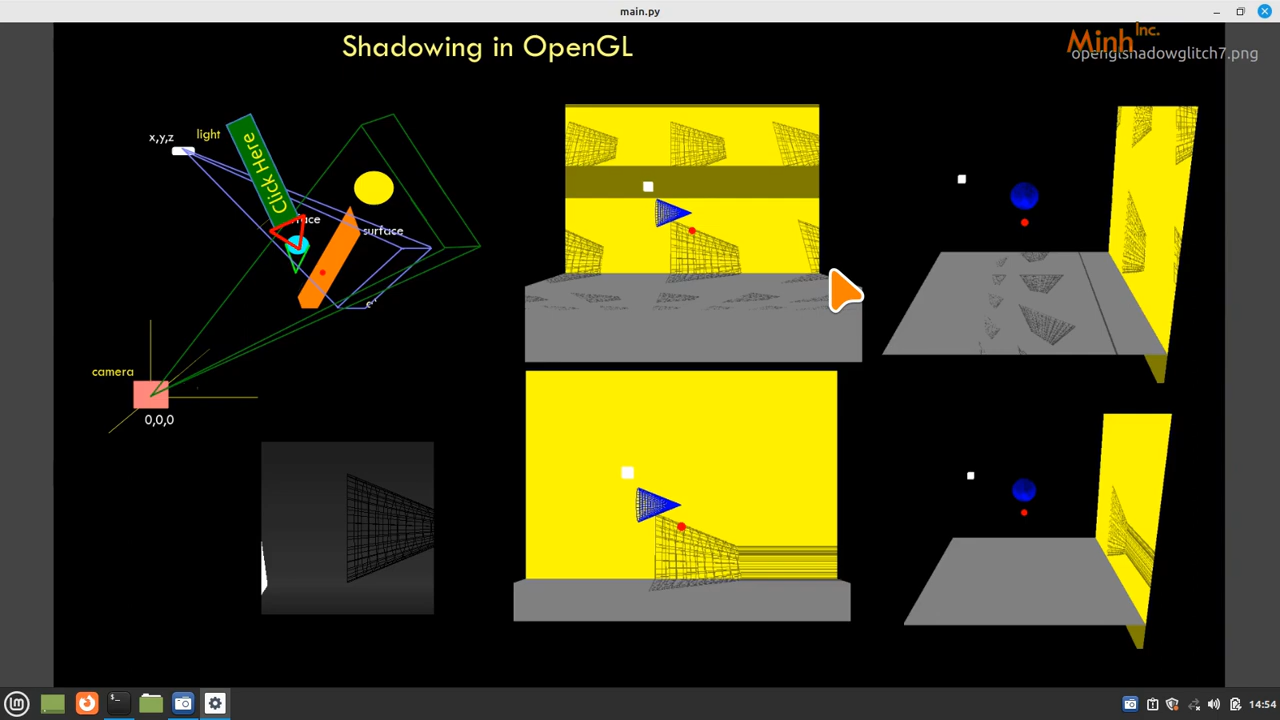 main.py
Shadowing in OpenGL
Minh Inc.
openglshadowglitch7.png
x,y,z
light
Click Here
surface
camera
0,0,0
14:54